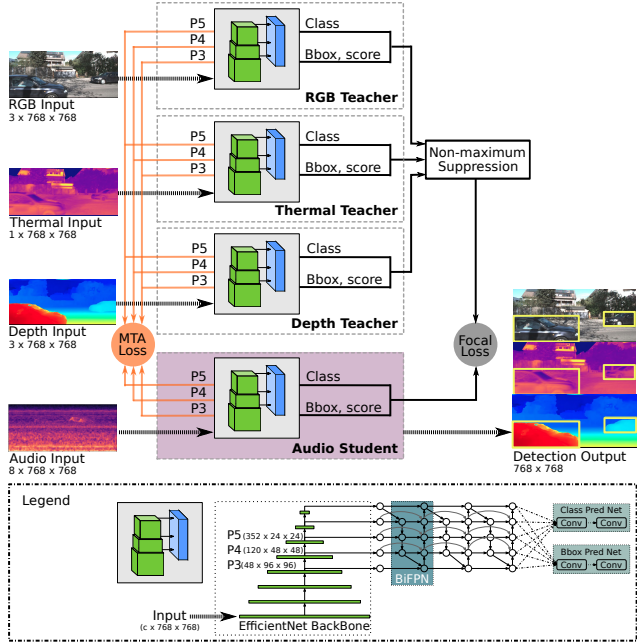 P5
P4
P3
Class
Bbox, score
RGB Teacher
RGB Input
3 x 768 x 768
P5
P4
P3
Class
Bbox, score
Thermal Teacher
Thermal Input
1 x 768 x 768
Non-maximum
Suppression
P5
P4
P3
Class
Bbox, score
Depth Teacher
Depth Input
3 x 768 x 768
MTA
Loss
Focal
Loss
P5
P4
P3
Class
Bbox, score
Audio Student
Audio Input
8 x 768 x 768
Detection Output
768 x 768
Legend
P5 (352 x 24 x 24)
P4 (120 x 48 x 48)
P3 (48 x 96 x 96)
Input
(c x 768 x 768)
EfficientNet BackBone
BiFPN
Class Pred Net
Conv
Conv
Bbox Pred Net
Conv
Conv